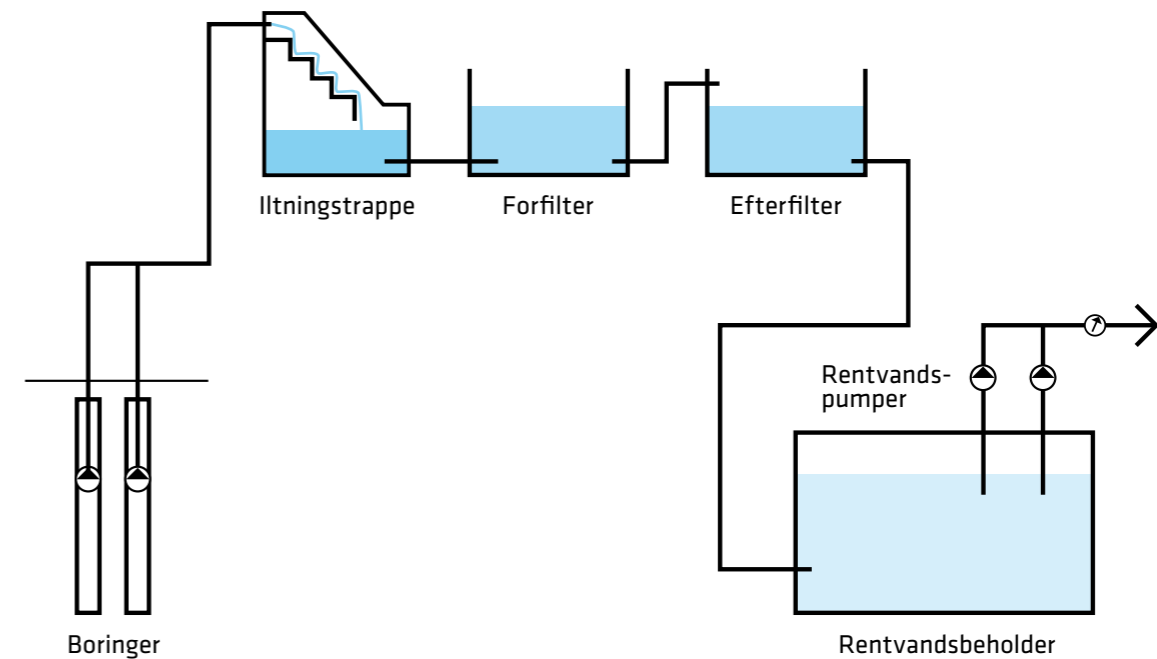 Iltningstrappe
Forfilter
Efterfilter
Rentvands-
pumper
Boringer
Rentvandsbeholder